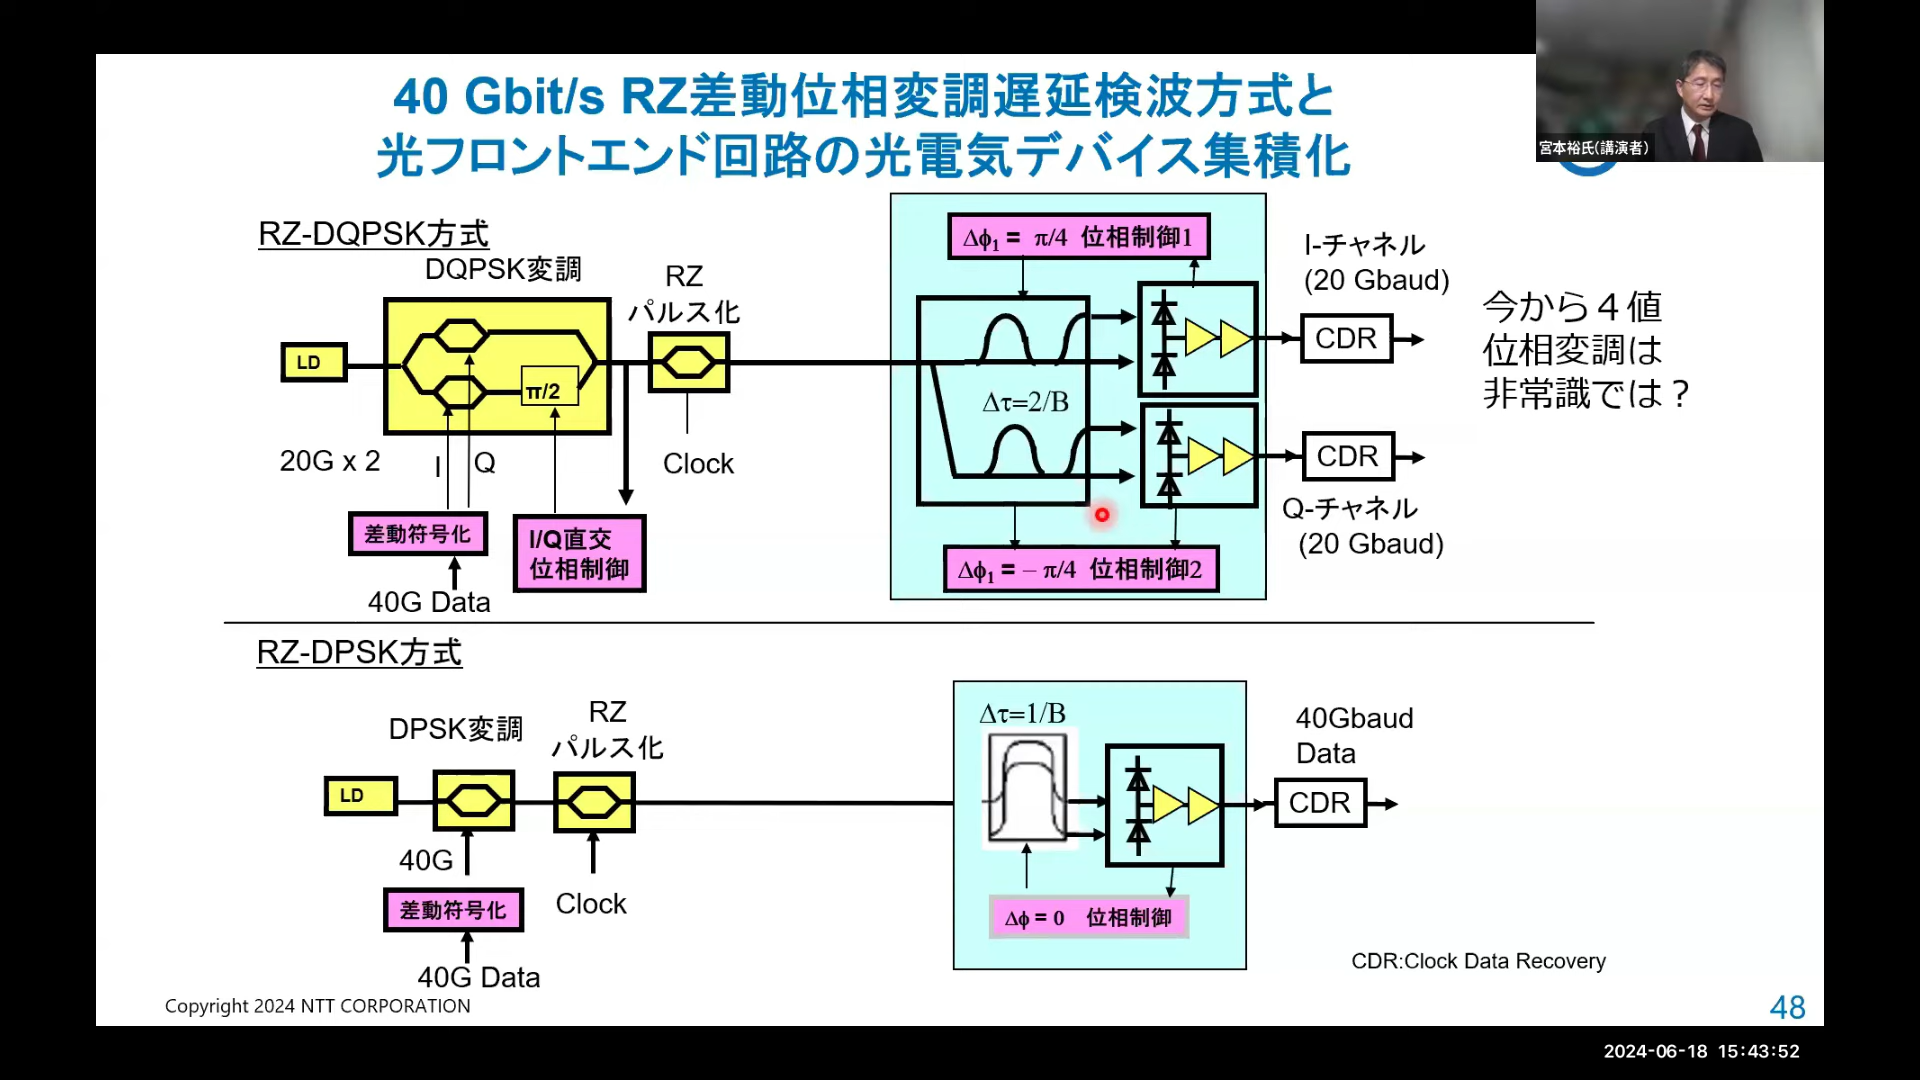 40 Gbit/s RZ差動位相変調遅延検波方式と
光フロントエンド回路の光電気デバイス集積化
宮本裕氏(講演者)
RZ-DQPSK方式
DQPSK変調
RZ
パルス化
LD
π/2
20G x 2
I
Q
Clock
差動符号化
I/Q直交
位相制御
40G Data
Δϕ1 = π/4 位相制御1
Δτ=2/B
Δϕ1 = – π/4 位相制御2
I-チャネル
(20 Gbaud)
CDR
CDR
Q-チャネル
(20 Gbaud)
今から４値
位相変調は
非常識では？
RZ-DPSK方式
DPSK変調
RZ
パルス化
LD
40G
Clock
差動符号化
40G Data
Δτ=1/B
Δϕ = 0 位相制御
40Gbaud
Data
CDR
CDR:Clock Data Recovery
Copyright 2024 NTT CORPORATION
48
2024-06-18 15:43:52